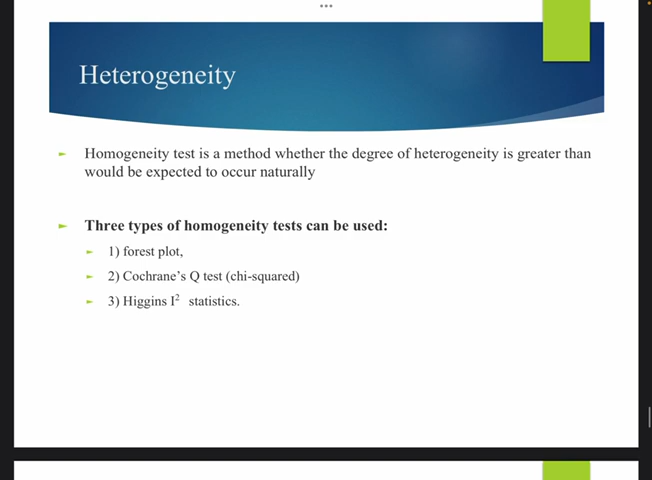 Heterogeneity
Homogeneity test is a method whether the degree of heterogeneity is greater than
would be expected to occur naturally
Three types of homogeneity tests can be used:
1) forest plot,
2) Cochrane's Q test (chi-squared)
3) Higgins I² statistics.